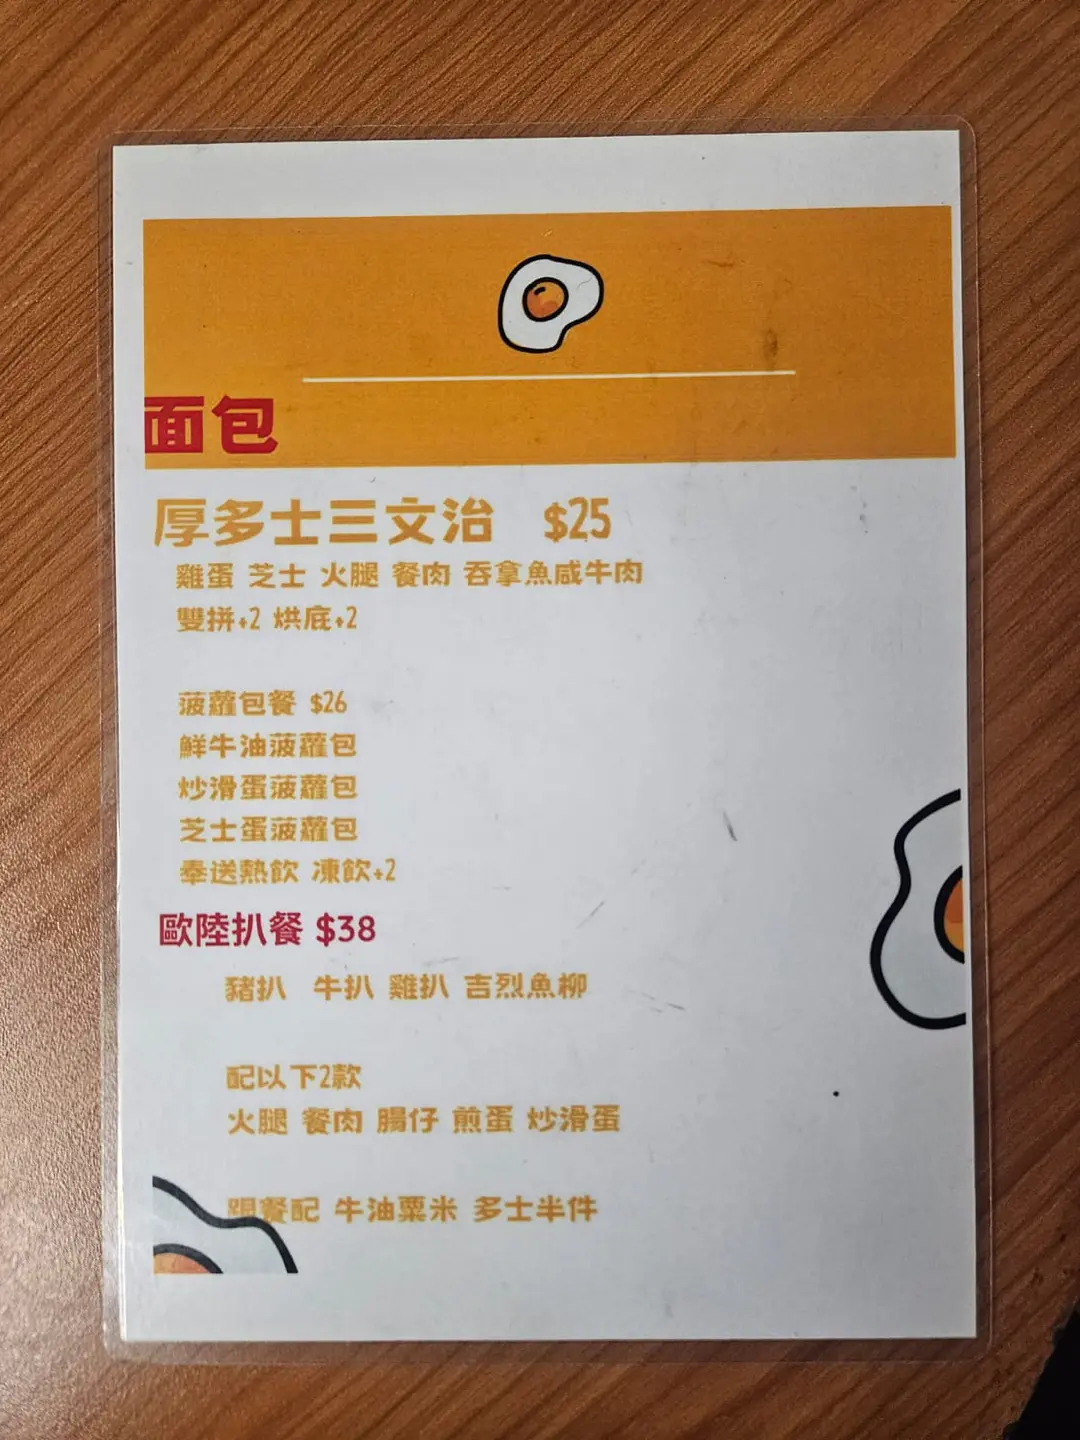 面包
厚多士三文治 $25
雞蛋 芝士 火腿 餐肉 吞拿魚咸牛肉
雙拼+2 烘底+2
菠蘿包餐 $26
鮮牛油菠蘿包
炒滑蛋菠蘿包
芝士蛋菠蘿包
奉送熱飲 凍飲+2
歐陸扒餐 $38
豬扒 牛扒 雞扒 吉烈魚柳
配以下2款
火腿 餐肉 腸仔 煎蛋 炒滑蛋
跟餐配 牛油粟米 多士半件